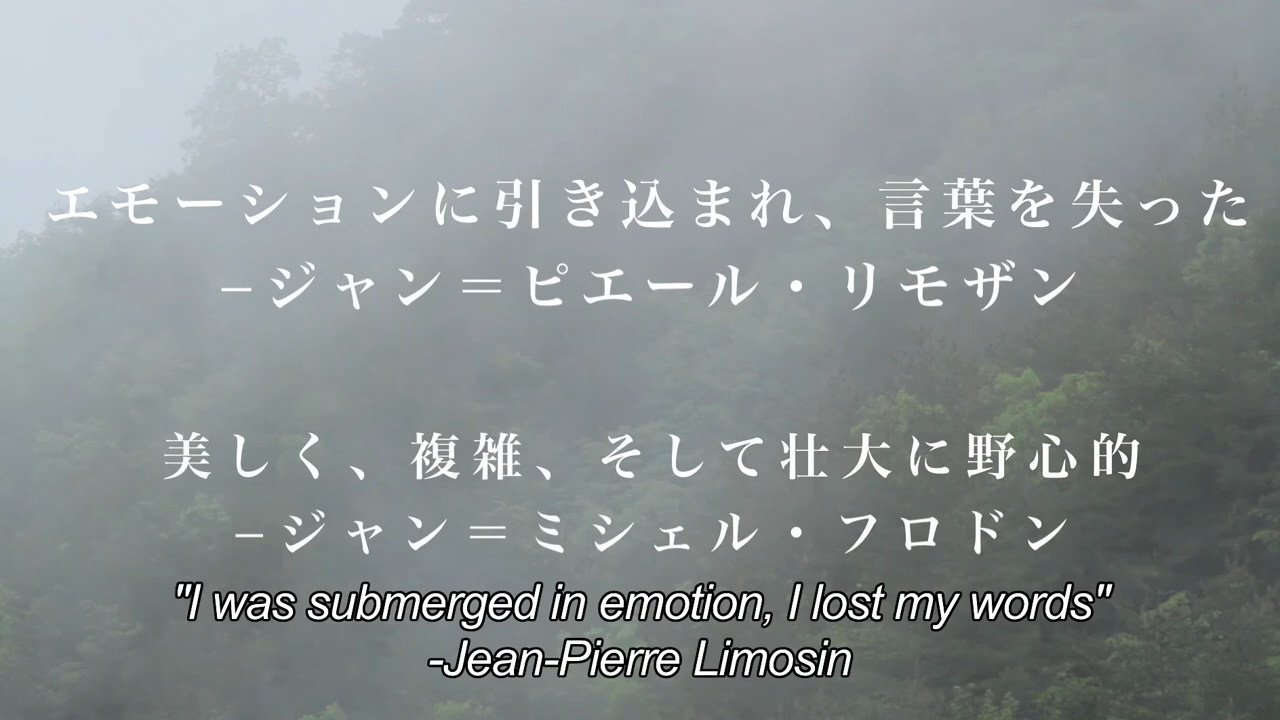 エモーションに引き込まれ、言葉を失った
–ジャン＝ピエール・リモザン
美しく、複雑、そして壮大に野心的
–ジャン＝ミシェル・フロドン
"I was submerged in emotion, I lost my words"
-Jean-Pierre Limosin